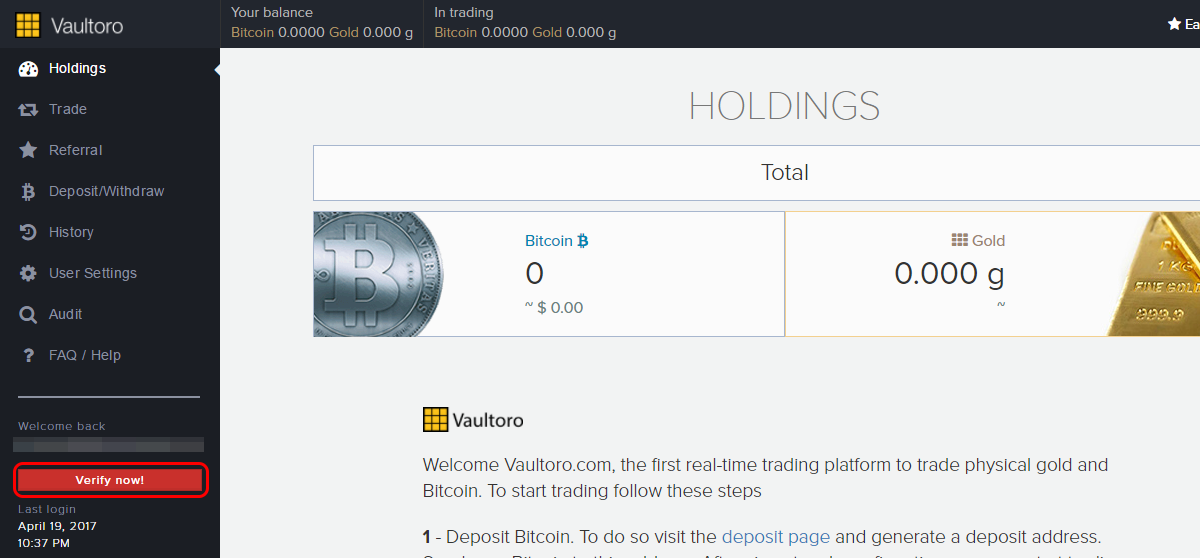 Vaultoro
Your balance
Bitcoin 0.0000 Gold 0.000 g
In trading
Bitcoin 0.0000 Gold 0.000 g
Ea
Holdings
Trade
Referral
Deposit/Withdraw
History
User Settings
Audit
? FAQ / Help
Welcome back
Verify now!
Last login
April 19, 2017
10:37 PM
HOLDINGS
Total
Bitcoin
0
~ $ 0.00
Gold
0.000 g
~
VERITAS
1 KG
FINE GOLD
999.9
Vaultoro
Welcome Vaultoro.com, the first real-time trading platform to trade physical gold and
Bitcoin. To start trading follow these steps
1 - Deposit Bitcoin. To do so visit the deposit page and generate a deposit address.